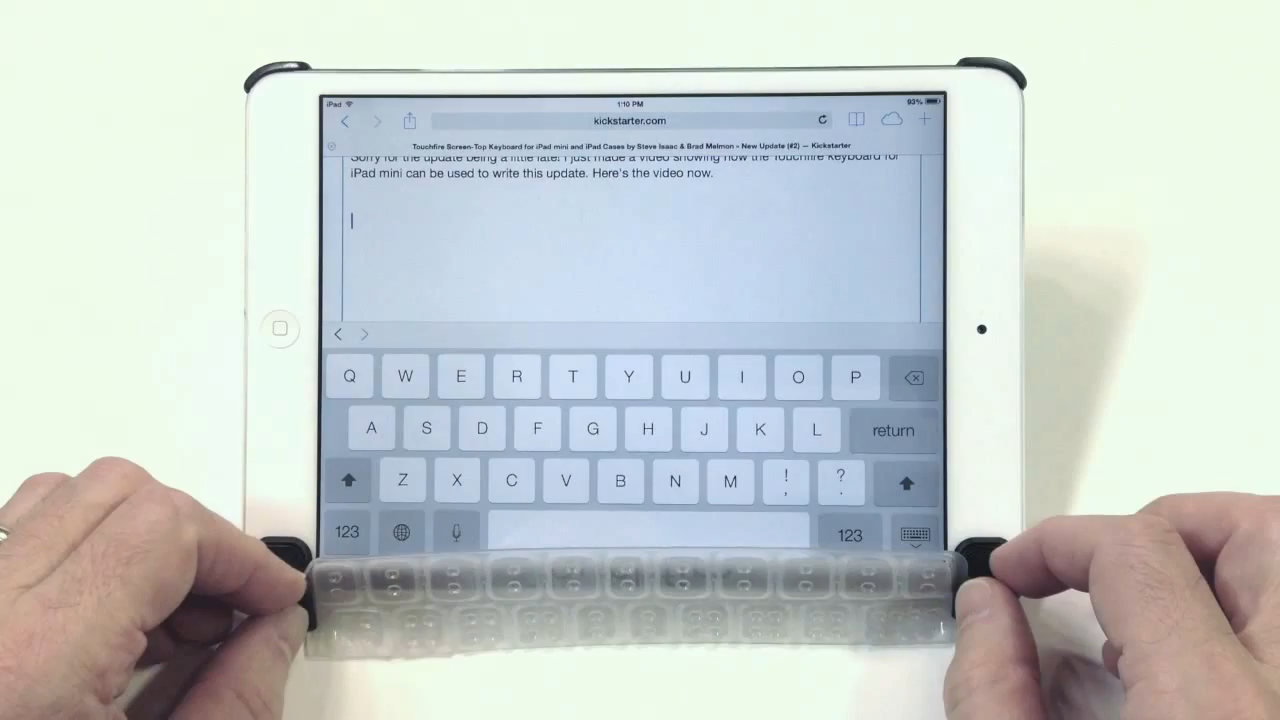 iPad 1:10 PM 93%
kickstarter.com
Touchfire Screen-Top Keyboard for iPad mini and iPad Cases by Steve Isaac & Brad Melmon » New Update (#2) — Kickstarter
Sorry for the update being a little late! I just made a video showing how the Touchfire keyboard for
iPad mini can be used to write this update. Here's the video now.
Q W E R T Y U I O P
A S D F G H J K L return
Z X C V B N M ! , ? .
123 123